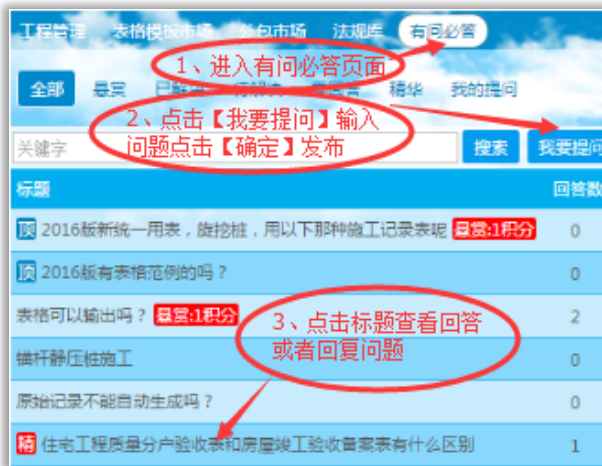 工程管理 表格模板市场 外包市场 法规库 有问必答
1、进入有问必答页面
全部 悬赏 已解决 待解决 零回答 精华 我的提问
2、点击【我要提问】输入
问题点击【确定】发布
关键字 搜索 我要提问
标题 回答数
顶 2016版新统一用表，旋挖桩，用以下那种施工记录表呢 悬赏:1积分 0
顶 2016版有表格范例的吗？ 0
表格可以输出吗？ 悬赏:1积分 2
3、点击标题查看回答
或者回复问题
锚杆静压桩施工 0
原始记录不能自动生成吗？ 0
精 住宅工程质量分户验收表和房屋竣工验收备案表有什么区别 1